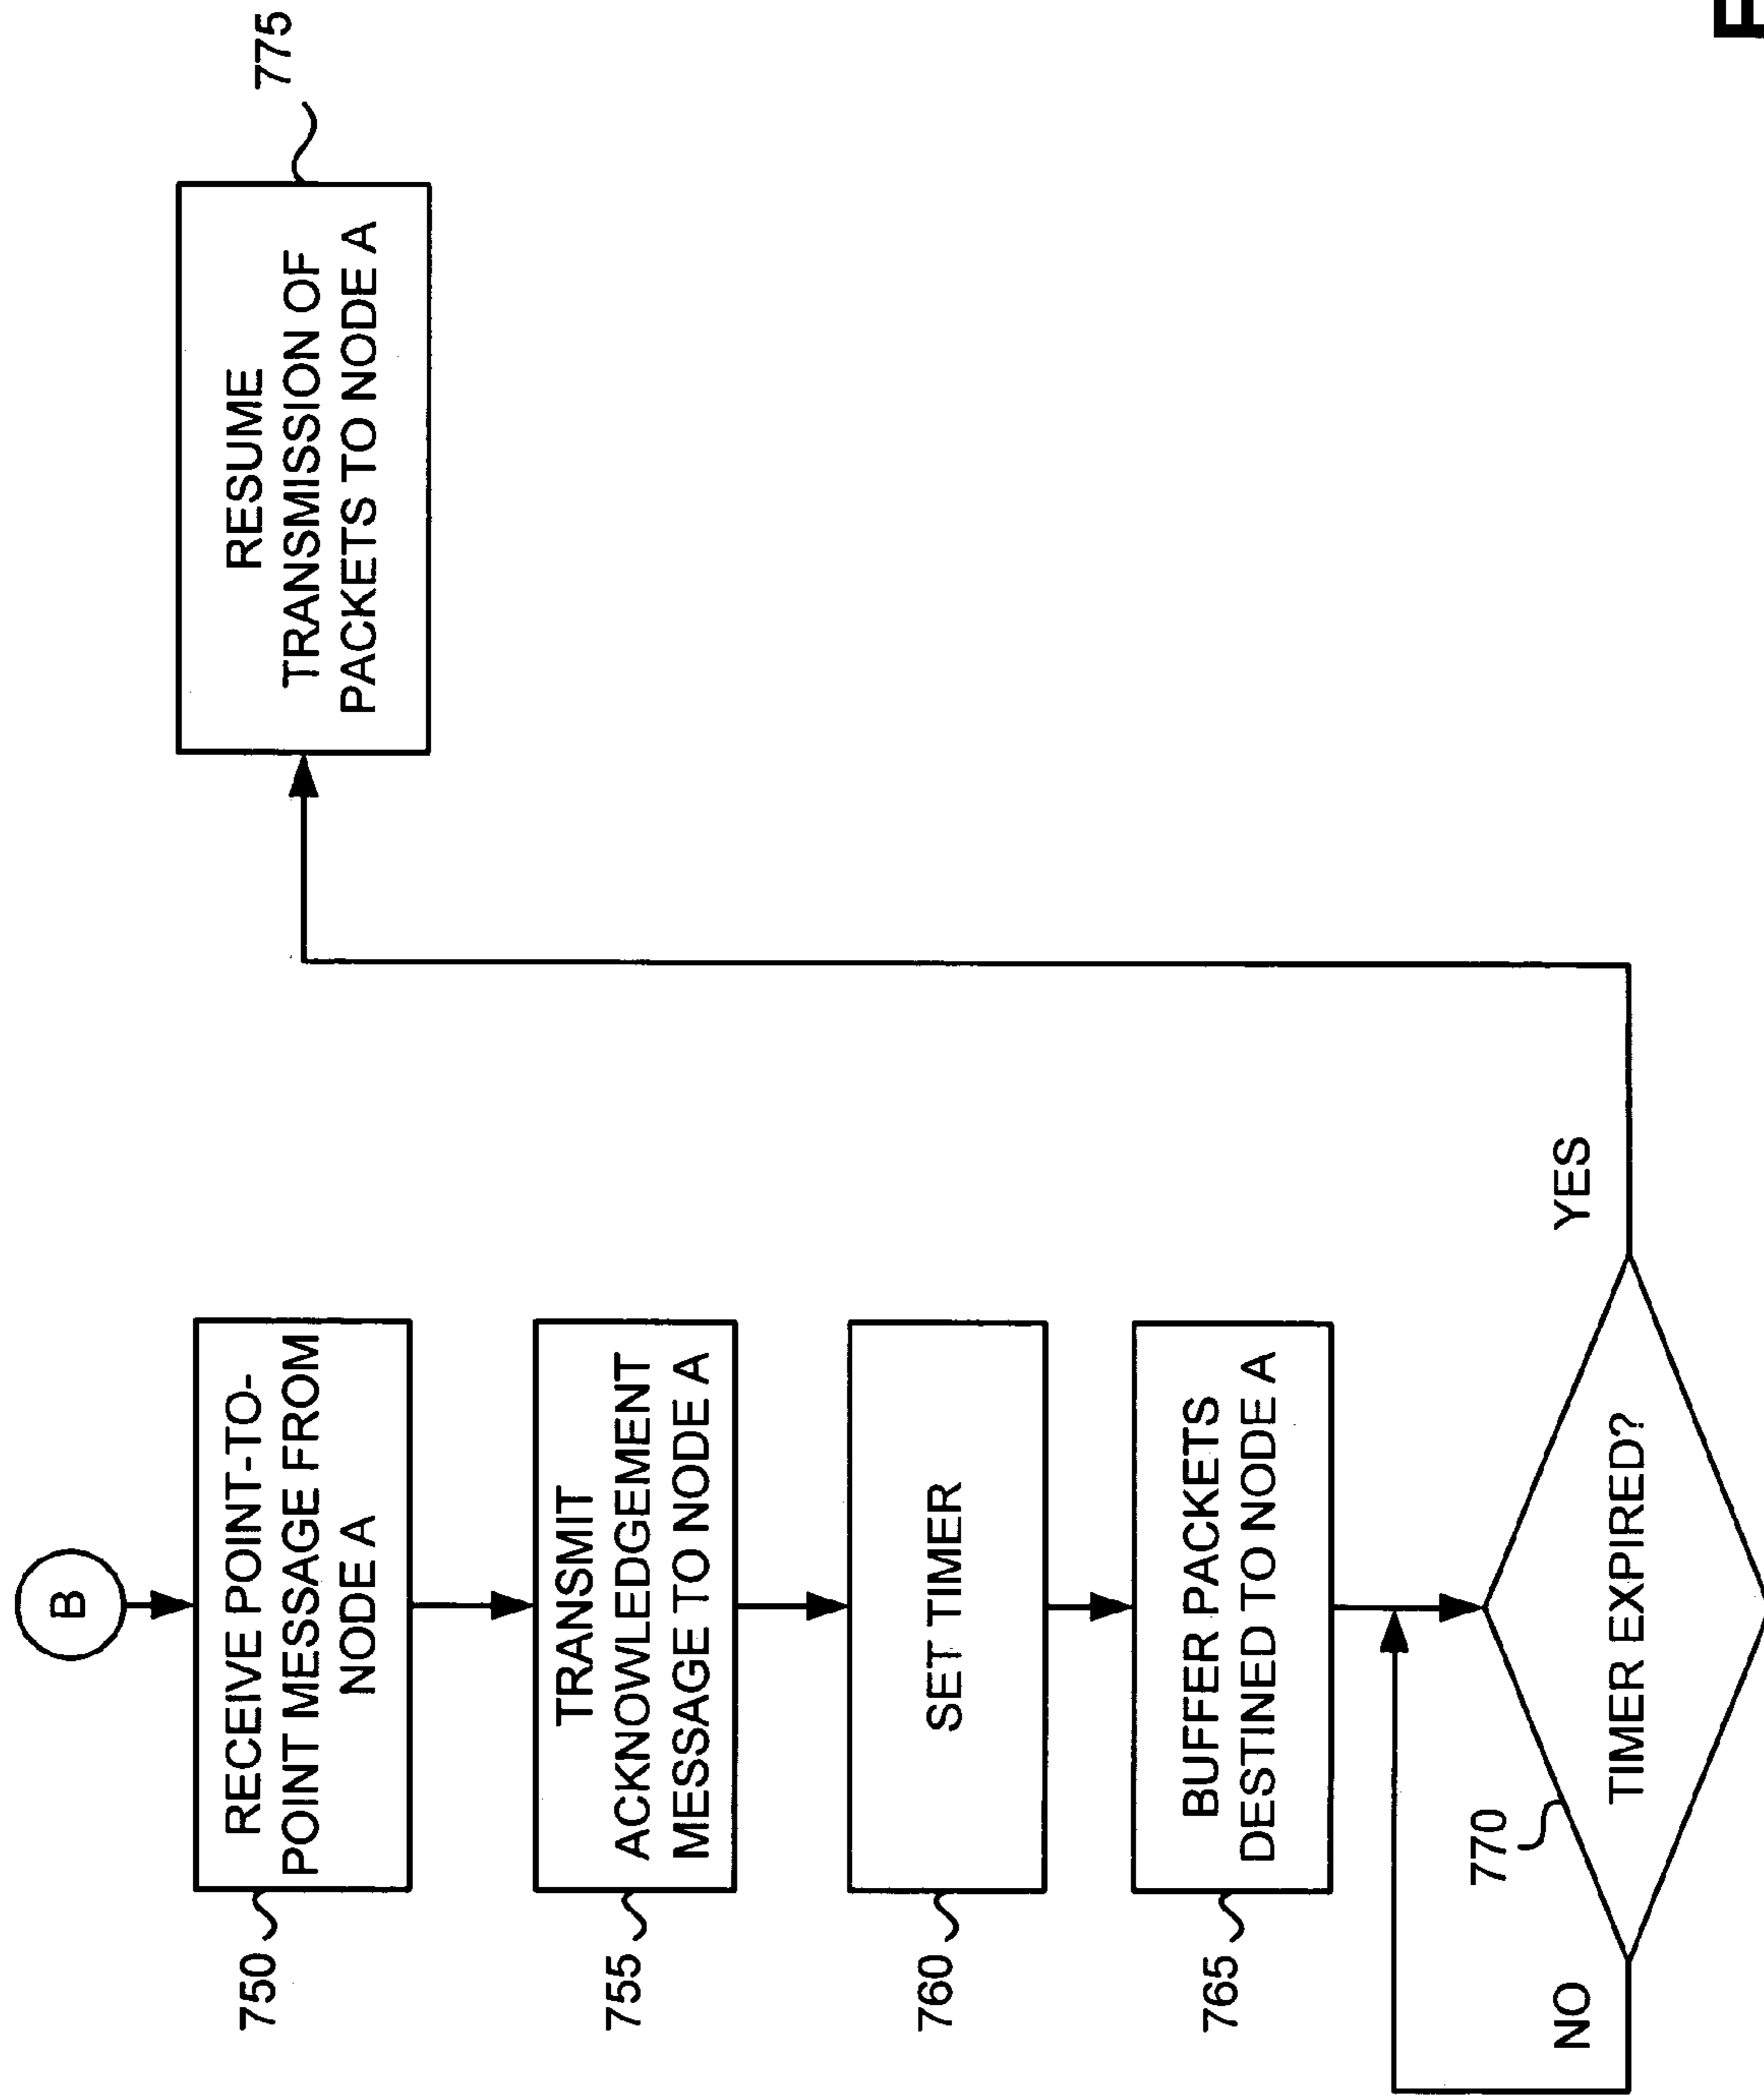 B
750
RECEIVE POINT-TO-
POINT MESSAGE FROM
NODE A
755
TRANSMIT
ACKNOWLEDGEMENT
MESSAGE TO NODE A
760
SET TIMER
765
BUFFER PACKETS
DESTINED TO NODE A
770
TIMER EXPIRED?
NO
YES
775
RESUME
TRANSMISSION OF
PACKETS TO NODE A